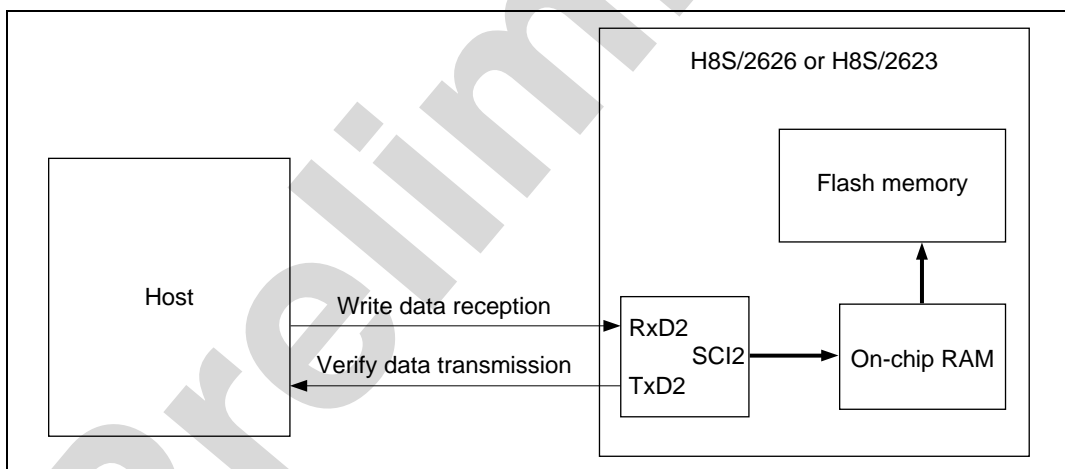 H8S/2626 or H8S/2623
Flash memory
Host
Write data reception
Verify data transmission
RxD2
SCI2
TxD2
On-chip RAM
Prelim